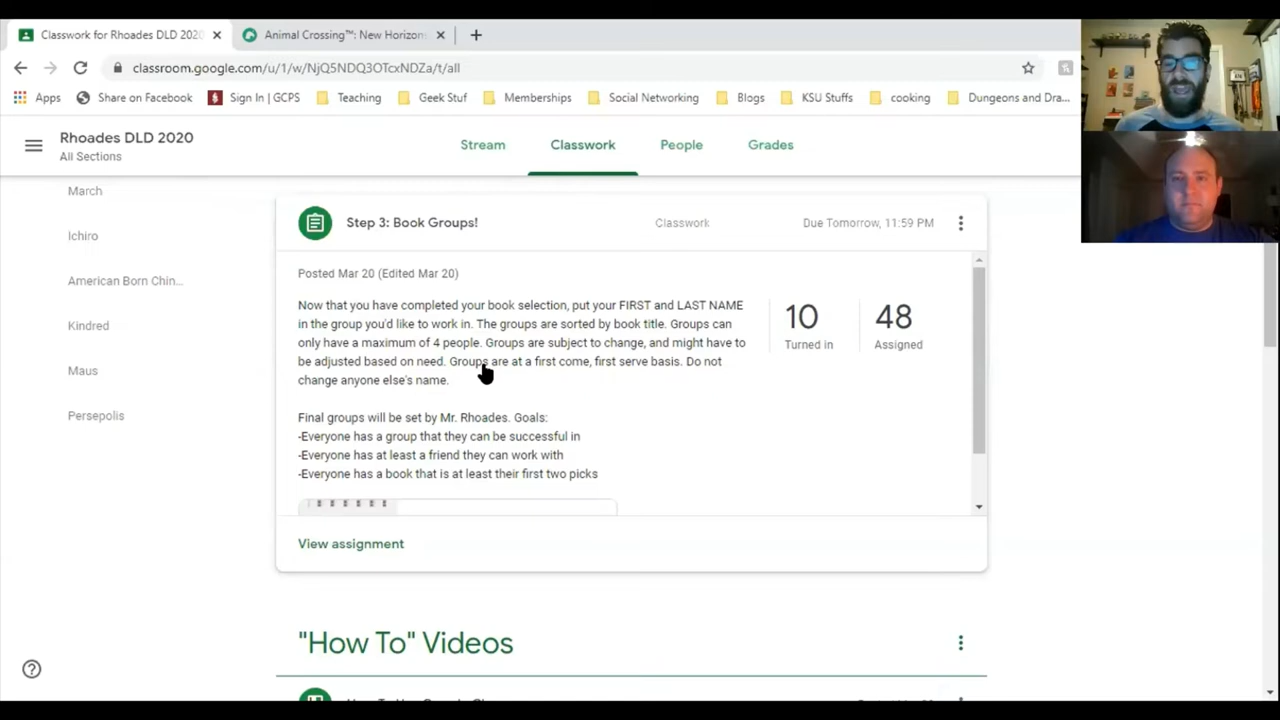 Classwork for Rhoades DLD 2020
Animal Crossing™: New Horizon
classroom.google.com/u/1/w/NjQ5NDQ3OTcxNDZa/t/all
Apps
Share on Facebook
Sign In | GCPS
Teaching
Geek Stuf
Memberships
Social Networking
Blogs
KSU Stuffs
cooking
Dungeons and Dra...
Rhoades DLD 2020
All Sections
Stream
Classwork
People
Grades
March
Ichiro
American Born Chin...
Kindred
Maus
Persepolis
Step 3: Book Groups!
Classwork
Due Tomorrow, 11:59 PM
Posted Mar 20 (Edited Mar 20)
Now that you have completed your book selection, put your FIRST and LAST NAME
in the group you'd like to work in. The groups are sorted by book title. Groups can
only have a maximum of 4 people. Groups are subject to change, and might have to
be adjusted based on need. Groups are at a first come, first serve basis. Do not
change anyone else's name.
Final groups will be set by Mr. Rhoades. Goals:
-Everyone has a group that they can be successful in
-Everyone has at least a friend they can work with
-Everyone has a book that is at least their first two picks
10
Turned in
48
Assigned
View assignment
"How To" Videos